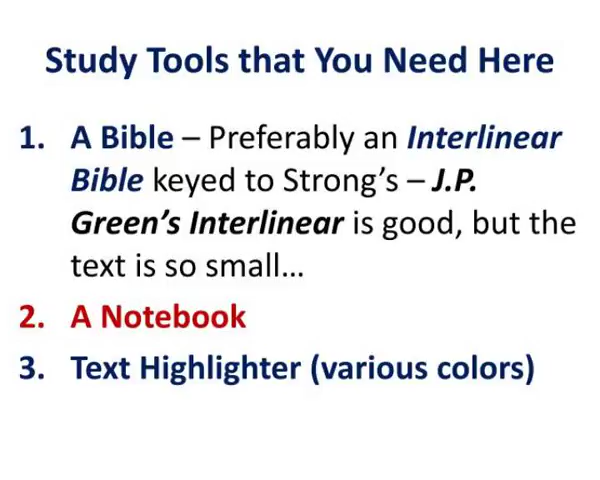 Study Tools that You Need Here
1. A Bible – Preferably an Interlinear
Bible keyed to Strong's – J.P.
Green's Interlinear is good, but the
text is so small...
2. A Notebook
3. Text Highlighter (various colors)